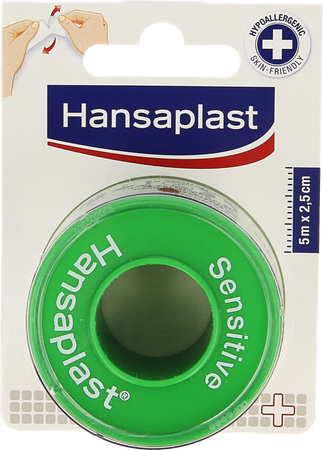 HYPOALLERGENIC
SKIN-FRIENDLY
Hansaplast
5 m x 2,5 cm
Hansaplast®
Sensitive